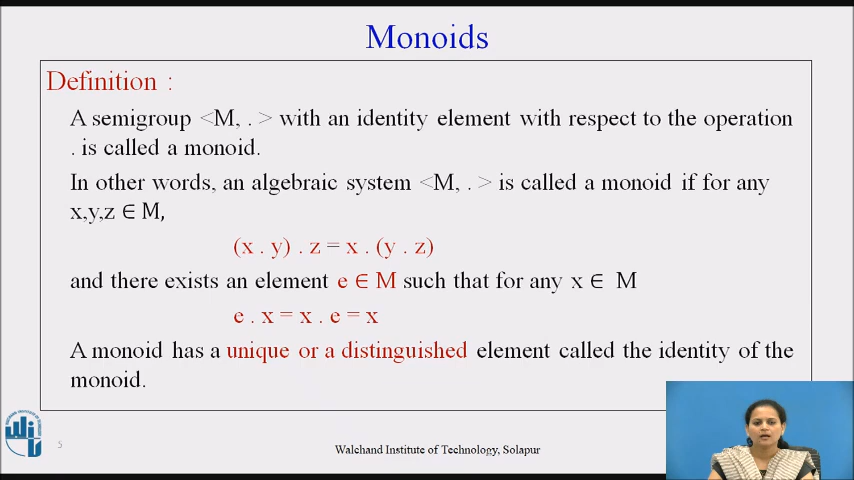 Monoids
Definition :
A semigroup <M, . > with an identity element with respect to the operation
. is called a monoid.
In other words, an algebraic system <M, . > is called a monoid if for any
x,y,z ∈ M,
(x . y) . z = x . (y . z)
and there exists an element e ∈ M such that for any x ∈ M
e . x = x . e = x
A monoid has a unique or a distinguished element called the identity of the
monoid.
5
Walchand Institute of Technology, Solapur